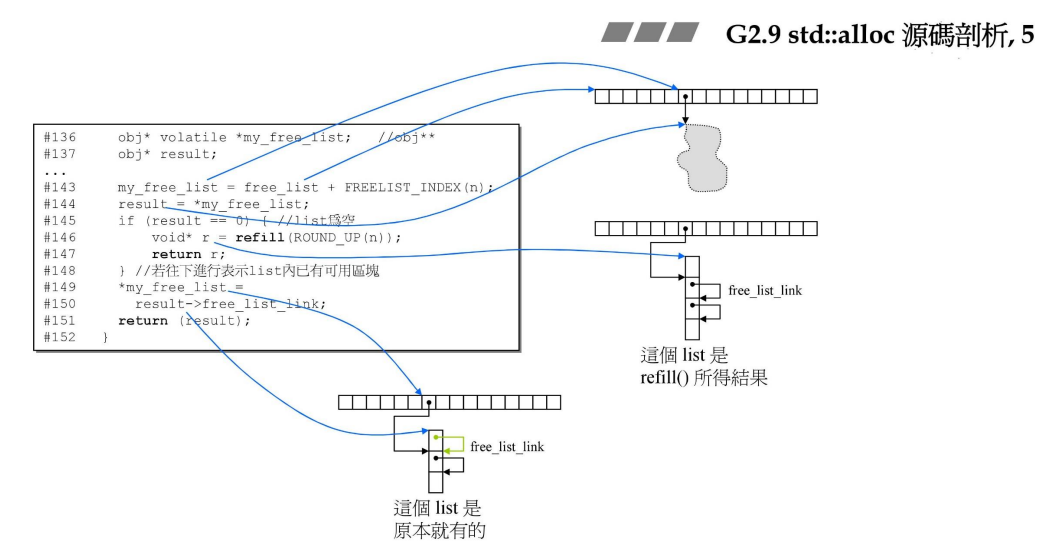 G2.9 std::alloc 源碼剖析, 5
#136 obj* volatile *my_free_list; //obj**
#137 obj* result;
...
#143 my_free_list = free_list + FREELIST_INDEX(n);
#144 result = *my_free_list;
#145 if (result == 0) { //list為空
#146 void* r = refill(ROUND_UP(n));
#147 return r;
#148 } //若往下進行表示list內已有可用區塊
#149 *my_free_list =
#150 result->free_list_link;
#151 return (result);
#152 }
free_list_link
這個 list 是
refill() 所得結果
free_list_link
這個 list 是
原本就有的